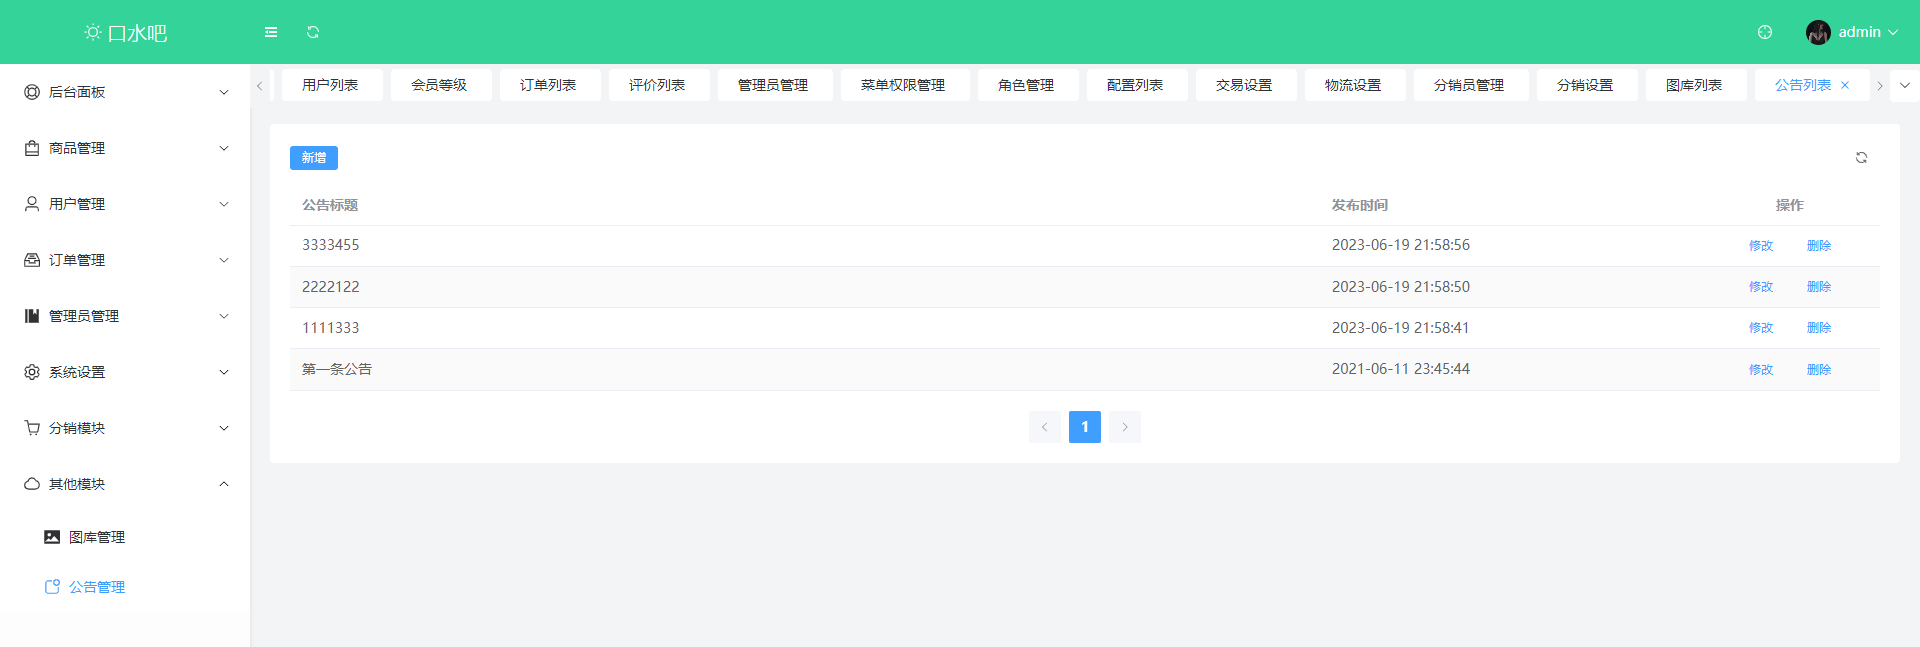 口水吧
admin
后台面板
商品管理
用户管理
订单管理
管理员管理
系统设置
分销模块
其他模块
图库管理
公告管理
用户列表 会员等级 订单列表 评价列表 管理员管理 菜单权限管理 角色管理 配置列表 交易设置 物流设置 分销员管理 分销设置 图库列表 公告列表
新增
公告标题 发布时间 操作
3333455 2023-06-19 21:58:56 修改 删除
2222122 2023-06-19 21:58:50 修改 删除
1111333 2023-06-19 21:58:41 修改 删除
第一条公告 2021-06-11 23:45:44 修改 删除
1